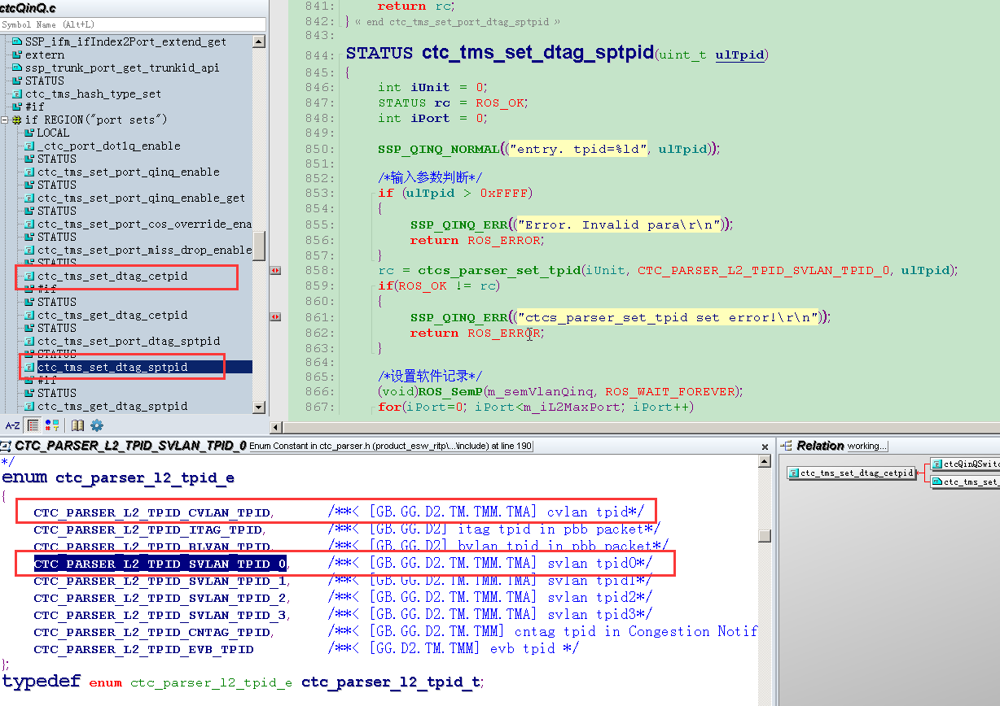 ctcQinQ.c
Symbol Name (Alt+L)
SSP_ifm_ifIndex2Port_extend_get
extern
ssp_trunk_port_get_trunkid_api
STATUS
ctc_tms_hash_type_set
#if
if REGION("port sets")
LOCAL
_ctc_port_dot1q_enable
STATUS
ctc_tms_set_port_qinq_enable
STATUS
ctc_tms_set_port_qinq_enable_get
STATUS
ctc_tms_set_port_cos_override_ena
STATUS
ctc_tms_set_port_miss_drop_enable
STATUS
ctc_tms_set_dtag_cetpid
#if
STATUS
ctc_tms_get_dtag_cetpid
STATUS
ctc_tms_set_port_dtag_sptpid
STATUS
ctc_tms_set_dtag_sptpid
#if
STATUS
ctc_tms_get_dtag_sptpid
A-Z
841: return rc;
842: } « end ctc_tms_set_port_dtag_sptpid »
843:
844: STATUS ctc_tms_set_dtag_sptpid(uint_t ulTpid)
845: {
846: int iUnit = 0;
847: STATUS rc = ROS_OK;
848: int iPort = 0;
849:
850: SSP_QINQ_NORMAL(("entry. tpid=%ld", ulTpid));
851:
852: /*输入参数判断*/
853: if (ulTpid > 0xFFFF)
854: {
855: SSP_QINQ_ERR(("Error. Invalid para\r\n"));
856: return ROS_ERROR;
857: }
858: rc = ctcs_parser_set_tpid(iUnit, CTC_PARSER_L2_TPID_SVLAN_TPID_0, ulTpid);
859: if(ROS_OK != rc)
860: {
861: SSP_QINQ_ERR(("ctcs_parser_set_tpid set error!\r\n"));
862: return ROS_ERROR;
863: }
864:
865: /*设置软件记录*/
866: (void)ROS_SemP(m_semVlanQinq, ROS_WAIT_FOREVER);
867: for(iPort=0; iPort<m_iL2MaxPort; iPort++)
CTC_PARSER_L2_TPID_SVLAN_TPID_0 Enum Constant in ctc_parser.h (product_esw_ritp\...\include) at line 190
*/
enum ctc_parser_l2_tpid_e
{
CTC_PARSER_L2_TPID_CVLAN_TPID, /**< [GB.GG.D2.TM.TMM.TMA] cvlan tpid*/
CTC_PARSER_L2_TPID_ITAG_TPID, /**< [GB.GG.D2] itag tpid in pbb packet*/
CTC_PARSER_L2_TPID_BLVAN_TPID, /**< [GB.GG.D2] bvlan tpid in pbb packet*/
CTC_PARSER_L2_TPID_SVLAN_TPID_0, /**< [GB.GG.D2.TM.TMM.TMA] svlan tpid0*/
CTC_PARSER_L2_TPID_SVLAN_TPID_1, /**< [GB.GG.D2.TM.TMM.TMA] svlan tpid1*/
CTC_PARSER_L2_TPID_SVLAN_TPID_2, /**< [GB.GG.D2.TM.TMM.TMA] svlan tpid2*/
CTC_PARSER_L2_TPID_SVLAN_TPID_3, /**< [GB.GG.D2.TM.TMM.TMA] svlan tpid3*/
CTC_PARSER_L2_TPID_CNTAG_TPID, /**< [GB.GG.D2.TM.TMM] cntag tpid in Congestion Notif
CTC_PARSER_L2_TPID_EVB_TPID /**< [GG.D2.TM.TMM] evb tpid */
};
typedef enum ctc_parser_l2_tpid_e ctc_parser_l2_tpid_t;
Relation working...
ctc_tms_set_dtag_cetpid
ctcQinQSwitc
ctc_tms_set_